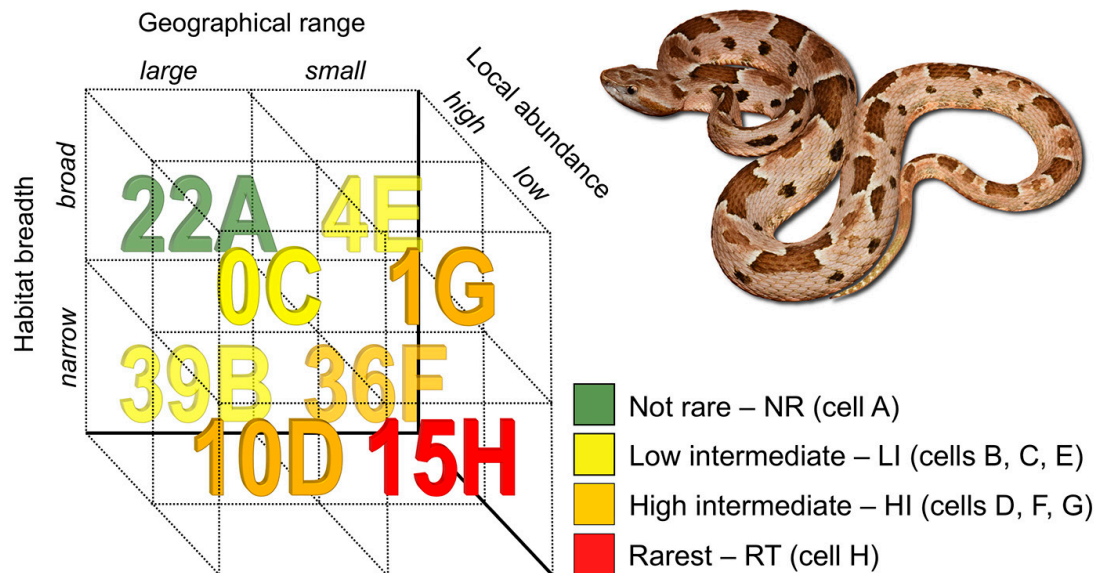 Geographical range
large small
Local abundance
high
low
Habitat breadth
broad
narrow
22A 4E
0C 1G
39B 36F
10D 15H
Not rare – NR (cell A)
Low intermediate – LI (cells B, C, E)
High intermediate – HI (cells D, F, G)
Rarest – RT (cell H)